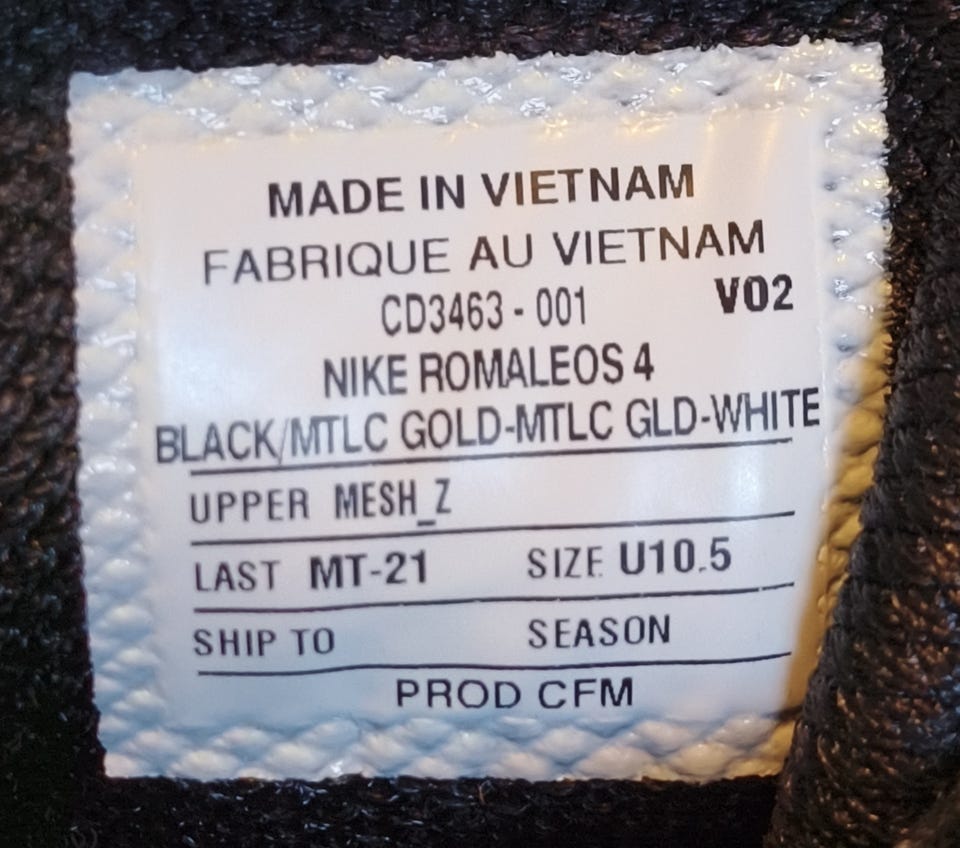 MADE IN VIETNAM
FABRIQUE AU VIETNAM
CD3463 - 001 V02
NIKE ROMALEOS 4
BLACK/MTLC GOLD-MTLC GLD-WHITE
UPPER MESH_Z
LAST MT-21 SIZE U10.5
SHIP TO SEASON
PROD CFM